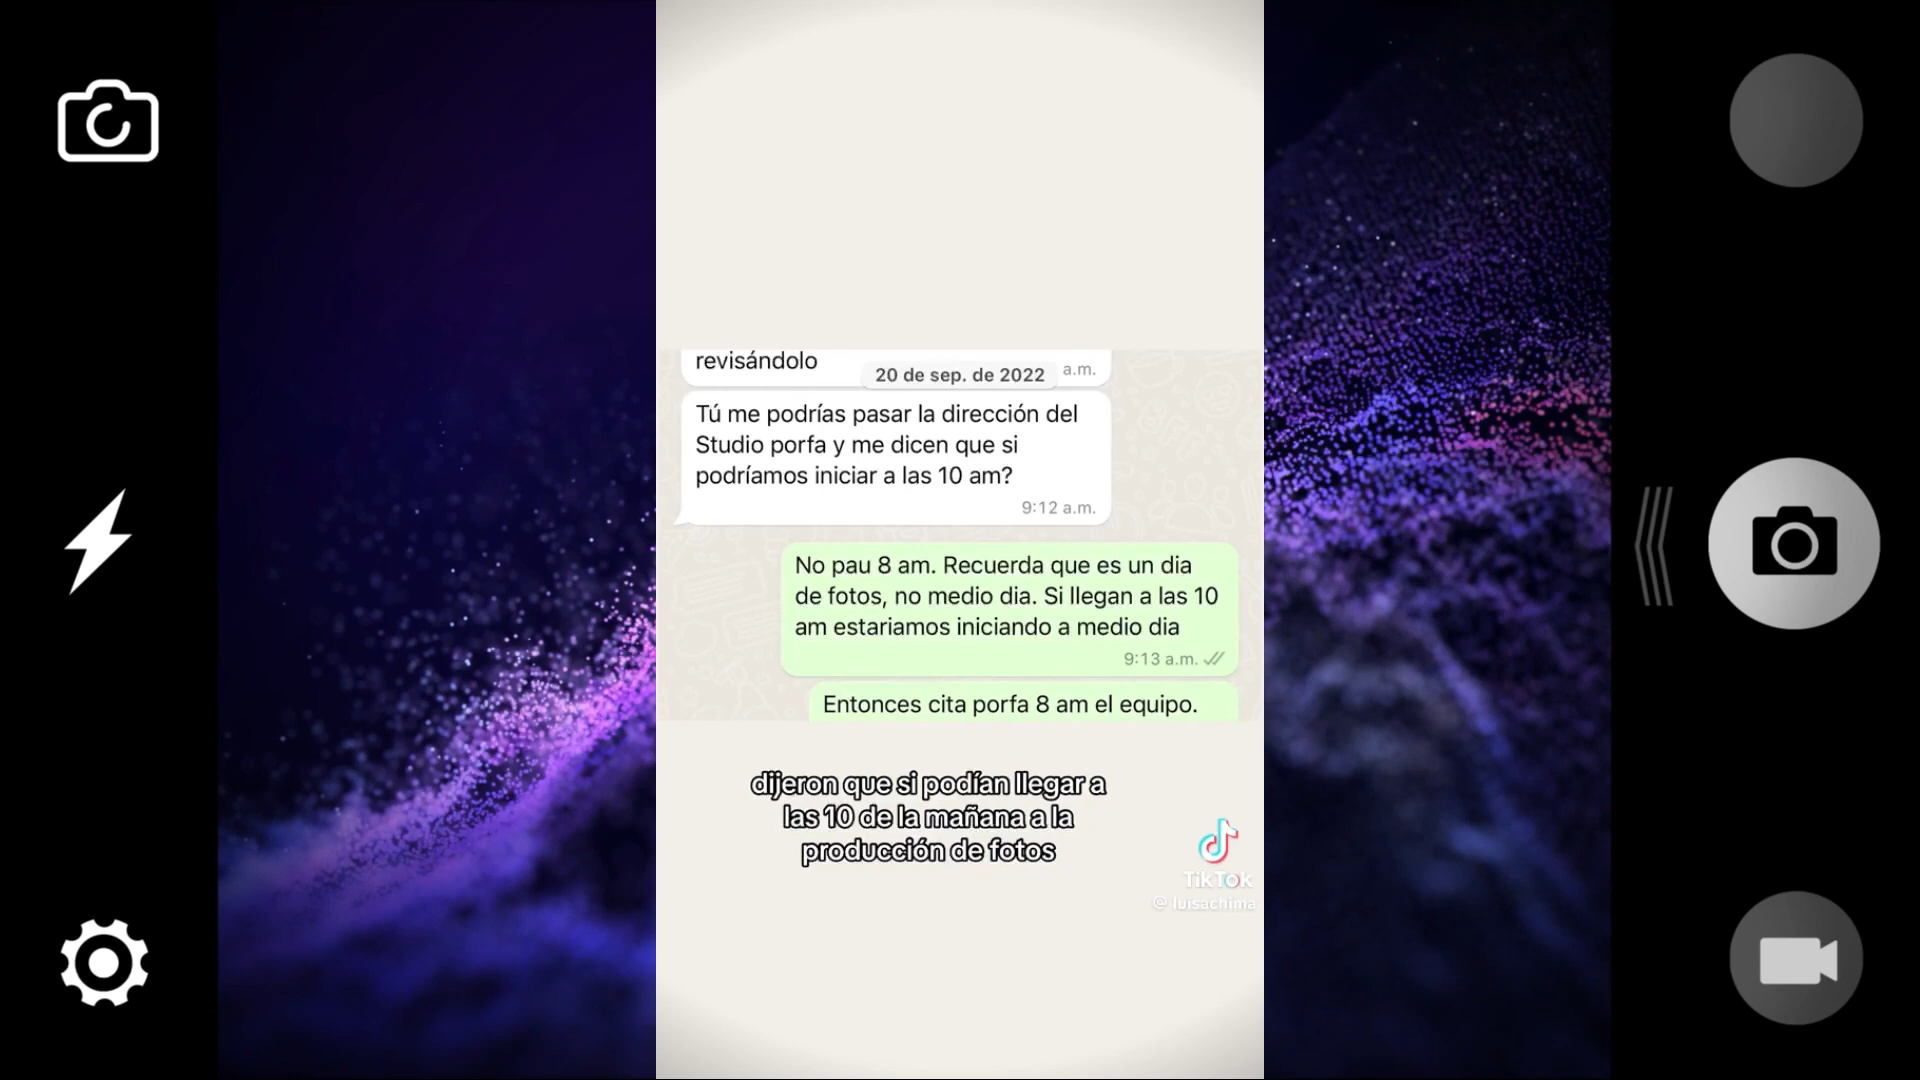 revisándolo
a.m.
20 de sep. de 2022
Tú me podrías pasar la dirección del
Studio porfa y me dicen que si
podríamos iniciar a las 10 am?
9:12 a.m.
No pau 8 am. Recuerda que es un dia
de fotos, no medio dia. Si llegan a las 10
am estariamos iniciando a medio dia
9:13 a.m.
Entonces cita porfa 8 am el equipo.
dijeron que si podían llegar a
las 10 de la mañana a la
producción de fotos
TikTok
@ luisachima